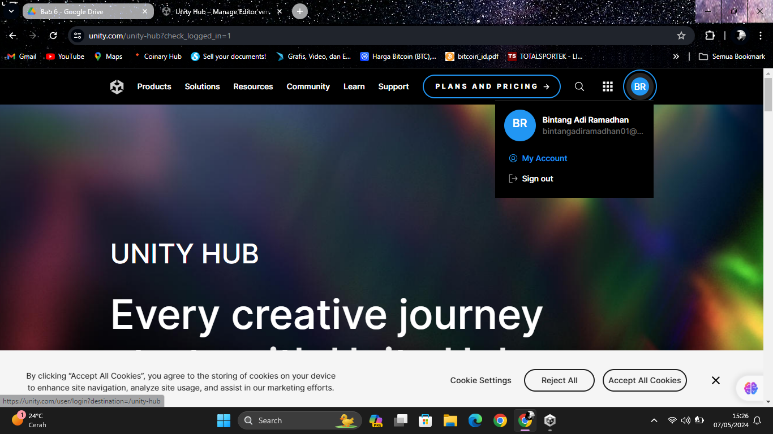 Bab 6 - Google Drive
Unity Hub - Manage Editor ver
unity.com/unity-hub?check_logged_in=1
Gmail YouTube Maps Coinary Hub Sell your documents! Grafis, Video, dan E... Harga Bitcoin (BTC),... bitcoin_id.pdf TOTALSPORTEK - LI... » Semua Bookmark
Products Solutions Resources Community Learn Support PLANS AND PRICING → BR
BR
Bintang Adi Ramadhan
bintangadiramadhan01@...
My Account
Sign out
UNITY HUB
Every creative journey
By clicking “Accept All Cookies”, you agree to the storing of cookies on your device
to enhance site navigation, analyze site usage, and assist in our marketing efforts.
Cookie Settings Reject All Accept All Cookies
https://unity.com/user/login?destination=/unity-hub
1
24°C
Cerah
Search
15:26
07/05/2024